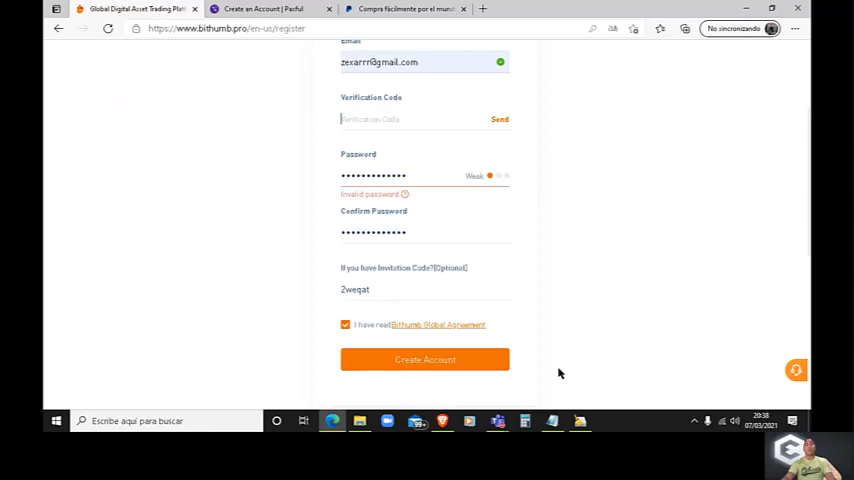 Global Digital Asset Trading Platf
Create an Account | Paxful
Compra fácilmente por el mund
https://www.bithumb.pro/en-us/register
No sincronizando
Email
zexarrr@gmail.com
Verification Code
Verification Code
Send
Password
•••••••••••••
Weak
Invalid password
Confirm Password
•••••••••••••
If you have Invitation Code?[Optional]
2weqat
I have read Bithumb Global Agreement
Create Account
Escribe aquí para buscar
99+
20:38
07/03/2021